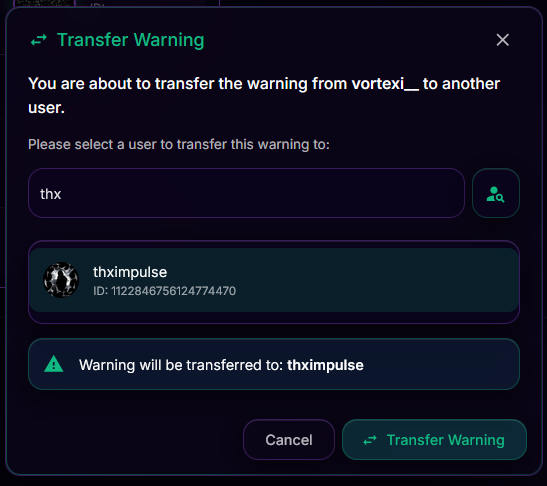 Transfer Warning
You are about to transfer the warning from vortexi__ to another
user.
Please select a user to transfer this warning to:
thx
thximpulse
ID: 1122846756124774470
Warning will be transferred to: thximpulse
Cancel
Transfer Warning